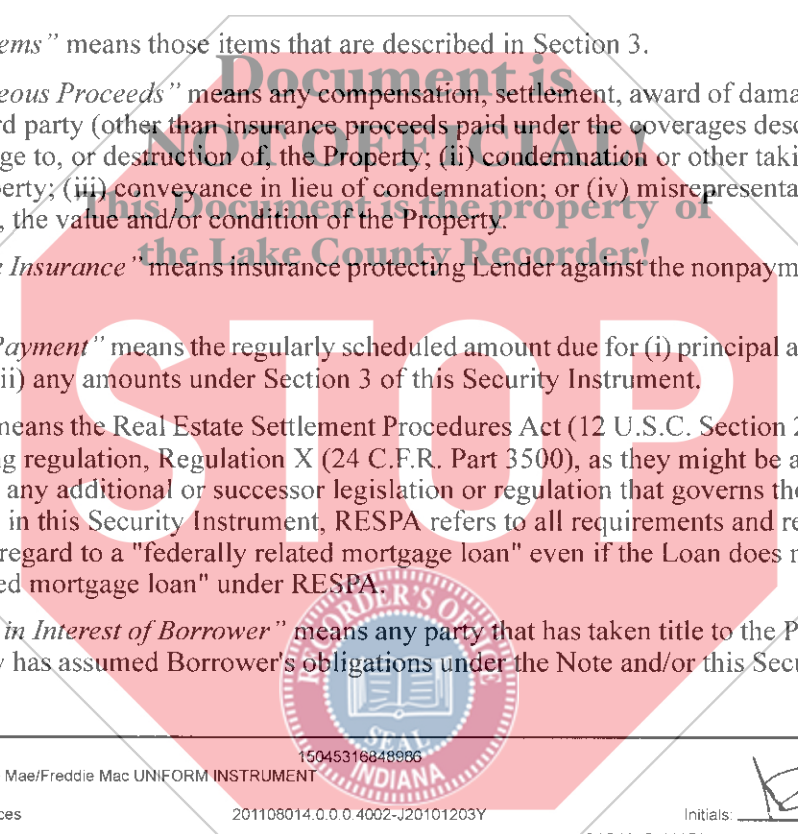 ems" means those items that are described in Section 3.
Document is
eous Proceeds" means any compensation, settlement, award of dama
rd party (other than insurance proceeds paid under the coverages desc
NOT OFFICIAL!
ge to, or destruction of, the Property; (ii) condemnation or other taki
perty; (iii) conveyance in lieu of condemnation; or (iv) misrepresenta
This Document is the property of
, the value and/or condition of the Property.
the Lake County Recorder!
e Insurance" means insurance protecting Lender against the nonpaym
STOP
Payment" means the regularly scheduled amount due for (i) principal a
ii) any amounts under Section 3 of this Security Instrument.
means the Real Estate Settlement Procedures Act (12 U.S.C. Section 2
ng regulation, Regulation X (24 C.F.R. Part 3500), as they might be a
any additional or successor legislation or regulation that governs the
in this Security Instrument, RESPA refers to all requirements and re
regard to a "federally related mortgage loan" even if the Loan does n
ed mortgage loan" under RESPA.
RECORDER'S OFFICE
in Interest of Borrower" means any party that has taken title to the P
y has assumed Borrower's obligations under the Note and/or this Secu
SEAL
INDIANA
15045316848986
Mae/Freddie Mac UNIFORM INSTRUMENT
ces
201108014.0.0.0.4002-J20101203Y
Initials: